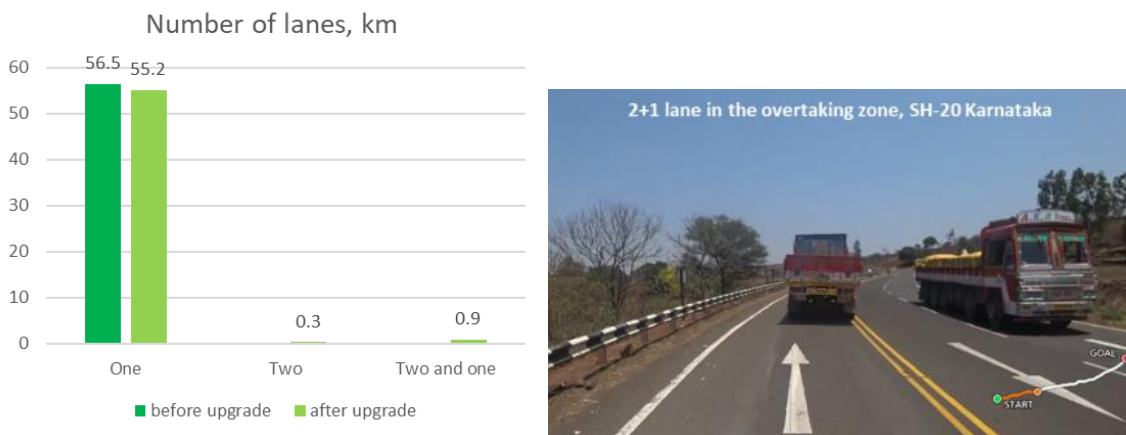 Number of lanes, km
60
50
40
30
20
10
0
56.5
55.2
0.3
0.9
One
Two
Two and one
before upgrade
after upgrade
2+1 lane in the overtaking zone, SH-20 Karnataka
GOAL
START